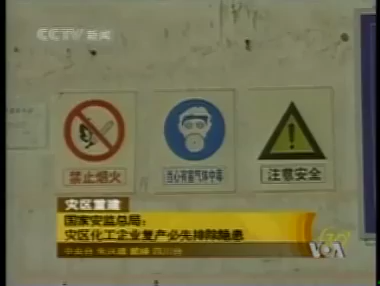 CCTV 新闻
禁止烟火
当心有害气体中毒
注意安全
灾区重建
国家安监总局：
灾区化工企业复产必先排除隐患
VOA